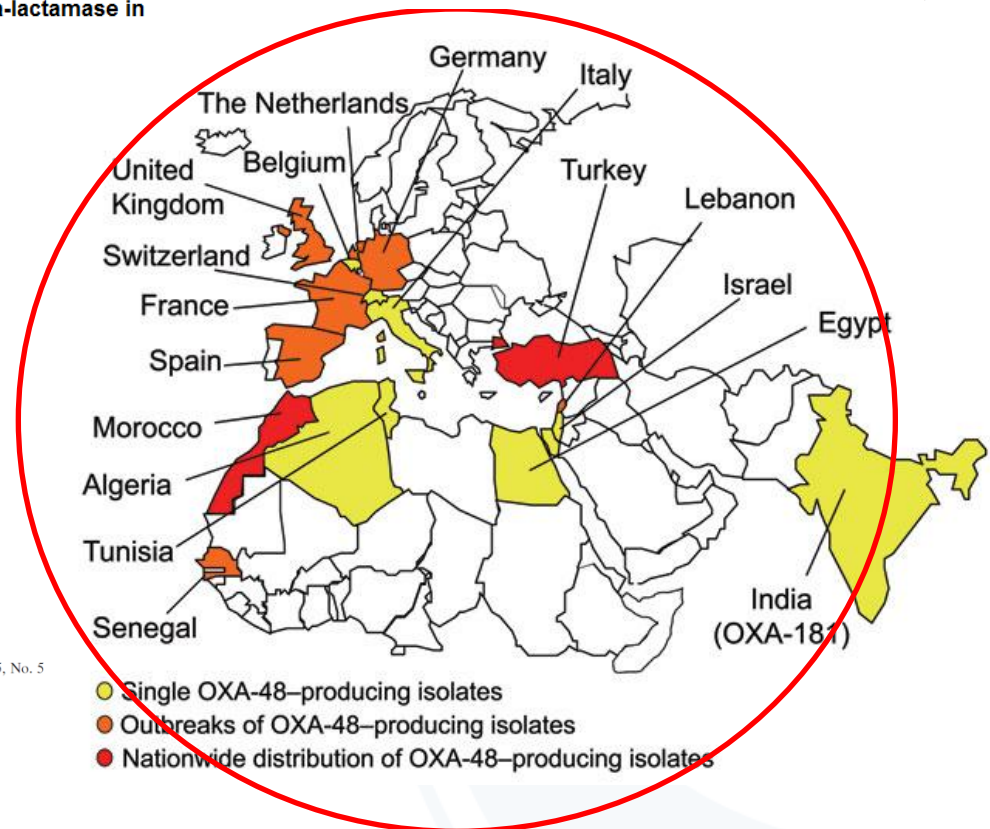 a-lactamase in
Germany
Italy
The Netherlands
Belgium
Turkey
United
Kingdom
Lebanon
Switzerland
Israel
France
Egypt
Spain
Morocco
Algeria
Tunisia
India
(OXA-181)
Senegal
, No. 5
Single OXA-48–producing isolates
Outbreaks of OXA-48–producing isolates
Nationwide distribution of OXA-48–producing isolates